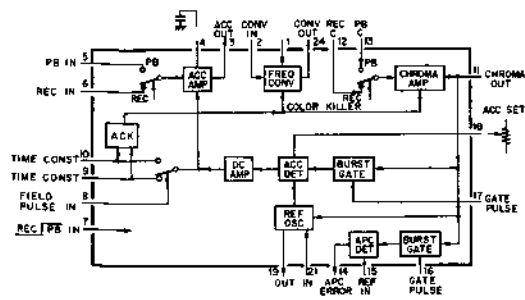 ACC OUT
CONV IN
CONV OUT
REC C
PB C
4
3
2
1
24
12
13
5
PB IN
PB
ACC AMP
FREQ CONV
PB
CHROMA AMP
11
CHROMA OUT
6
REC IN
REC
REC
COLOR KILLER
ACC SET
ACK
10
TIME CONST
9
TIME CONST
DC AMP
ACC DET
BURST GATE
8
FIELD PULSE IN
17
GATE PULSE
7
REC/PB IN
REF OSC
APC DET
BURST GATE
21
14
15
16
OUT
IN
APC ERROR
REF IN
GATE PULSE